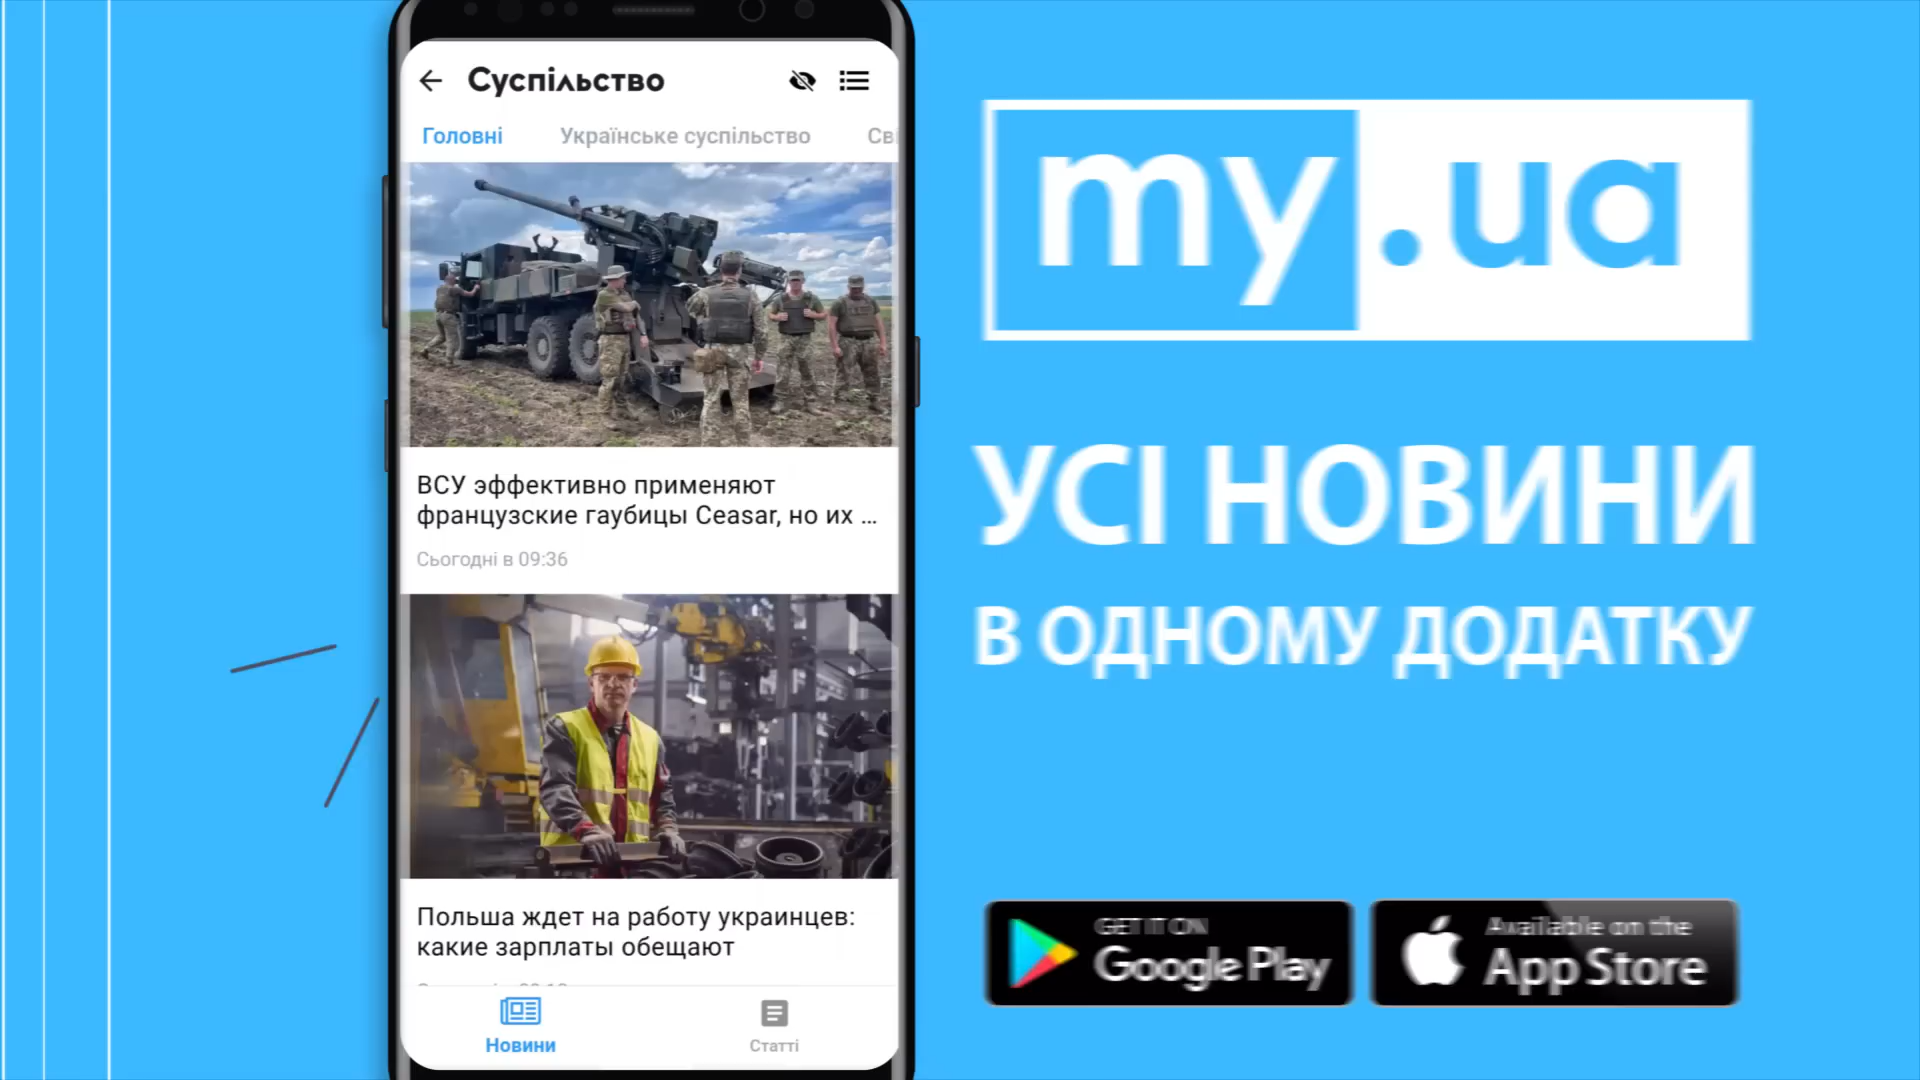 Суспільство
Головні
Українське суспільство
Сві
ВСУ эффективно применяют
французские гаубицы Ceasar, но их ...
Сьогодні в 09:36
Польша ждет на работу украинцев:
какие зарплаты обещают
Новини
Статті
my.ua
УСІ НОВИНИ
В ОДНОМУ ДОДАТКУ
GET IT ON
Google Play
Available on the
App Store